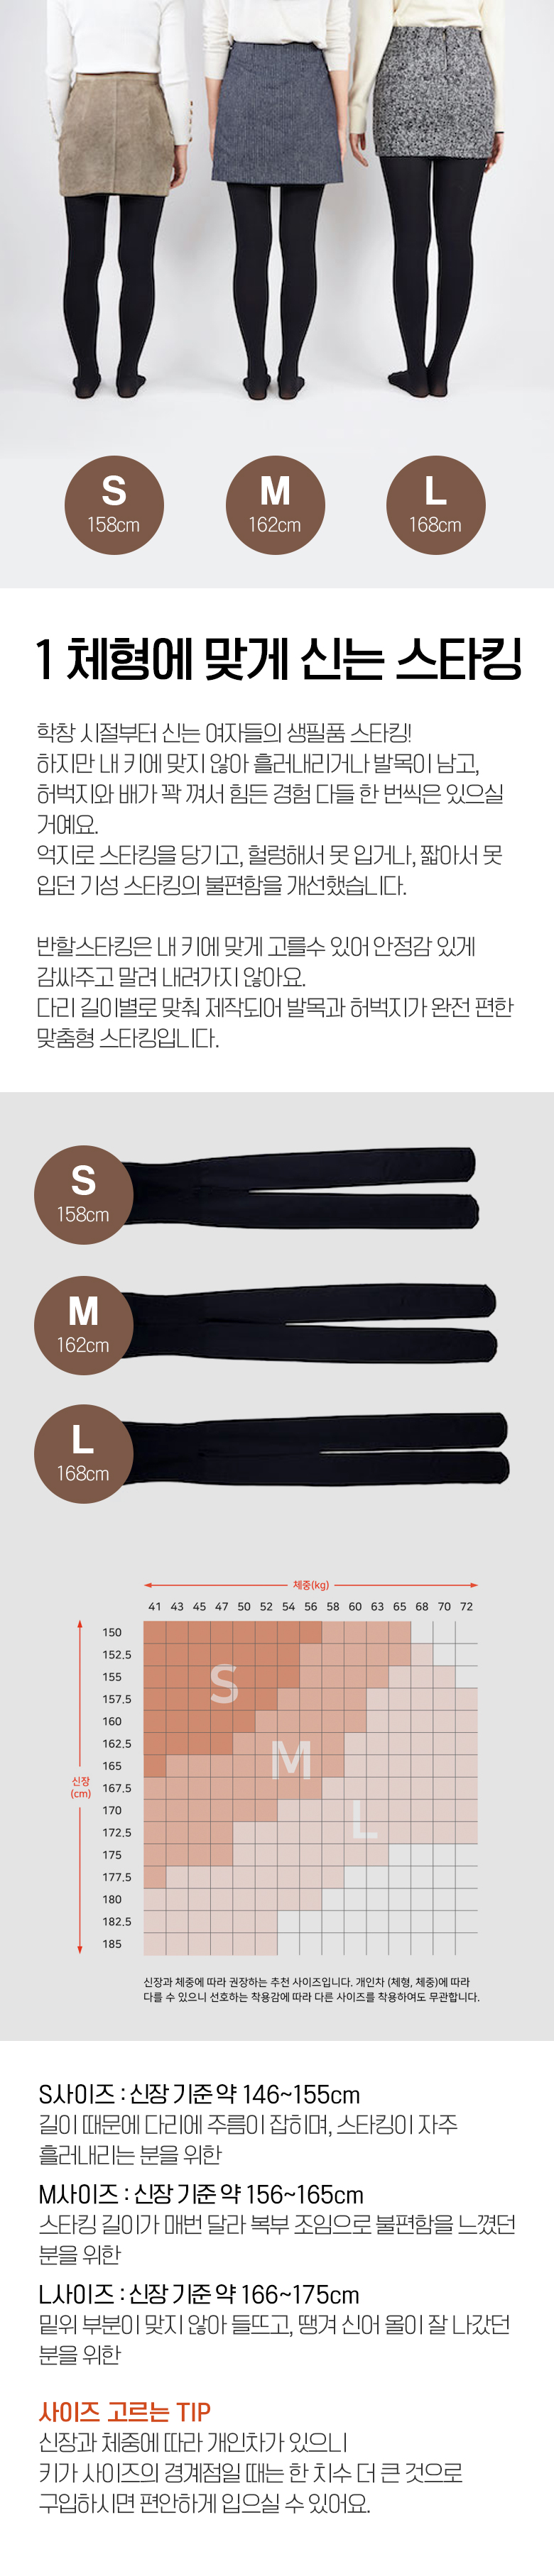 S
158cm
M
162cm
L
168cm
1 체형에 맞게 신는 스타킹
학창 시절부터 신는 여자들의 생필품 스타킹!
하지만 내 키에 맞지 않아 흘러내리거나 발목이 남고,
허벅지와 배가 꽉 껴서 힘든 경험 다들 한 번씩은 있으실
거예요.
억지로 스타킹을 당기고, 헐렁해서 못 입거나, 짧아서 못
입던 기성 스타킹의 불편함을 개선했습니다.
반할스타킹은 내 키에 맞게 고를수 있어 안정감 있게
감싸주고 말려 내려가지 않아요.
다리 길이별로 맞춰 제작되어 발목과 허벅지가 완전 편한
맞춤형 스타킹입니다.
S
158cm
M
162cm
L
168cm
체중(kg)
41 43 45 47 50 52 54 56 58 60 63 65 68 70 72
150
152.5
155
157.5
160
162.5
165
167.5
170
172.5
175
177.5
180
182.5
185
신장
(cm)
S
M
L
신장과 체중에 따라 권장하는 추천 사이즈입니다. 개인차 (체형, 체중)에 따라
다를 수 있으니 선호하는 착용감에 따라 다른 사이즈를 착용하여도 무관합니다.
S사이즈 : 신장 기준 약 146~155cm
길이 때문에 다리에 주름이 잡히며, 스타킹이 자주
흘러내리는 분을 위한
M사이즈 : 신장 기준 약 156~165cm
스타킹 길이가 매번 달라 복부 조임으로 불편함을 느꼈던
분을 위한
L사이즈 : 신장 기준 약 166~175cm
밑위 부분이 맞지 않아 들뜨고, 땡겨 신어 올이 잘 나갔던
분을 위한
사이즈 고르는 TIP
신장과 체중에 따라 개인차가 있으니
키가 사이즈의 경계점일 때는 한 치수 더 큰 것으로
구입하시면 편안하게 입으실 수 있어요.